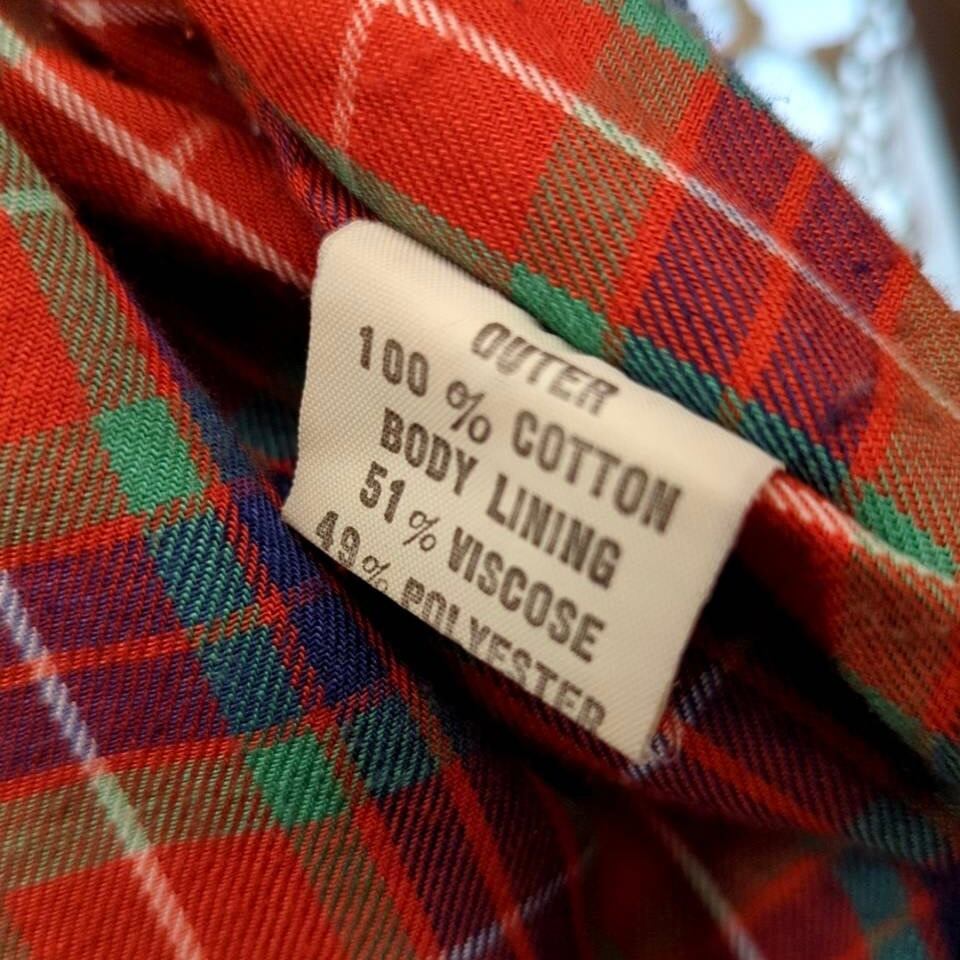 OUTER
100 % COTTON
BODY LINING
51% VISCOSE
49% POLYESTER